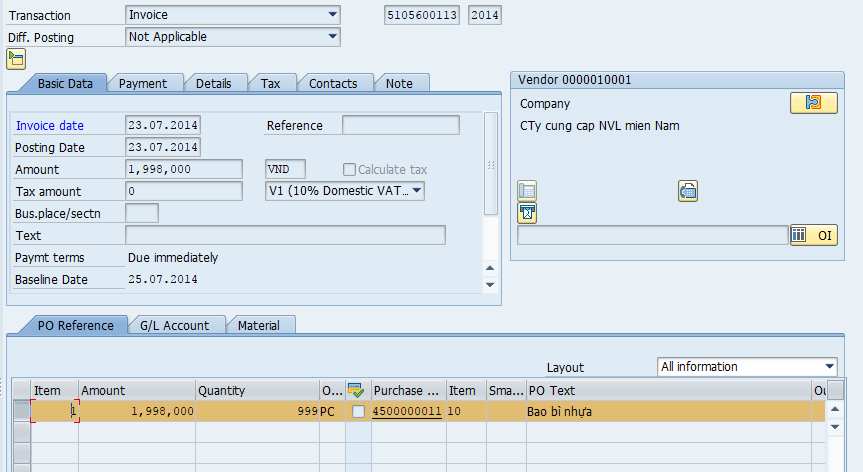 Transaction Invoice 5105600113 2014
Diff. Posting Not Applicable
Basic Data Payment Details Tax Contacts Note
Invoice date 23.07.2014 Reference
Posting Date 23.07.2014
Amount 1,998,000 VND Calculate tax
Tax amount 0 V1 (10% Domestic VAT...
Bus.place/sectn
Text
Paymt terms Due immediately
Baseline Date 25.07.2014
Vendor 0000010001
Company
CTy cung cap NVL mien Nam
OI
PO Reference G/L Account Material
Layout All information
Item Amount Quantity O... Purchase ... Item Sma... PO Text Ou
1 1,998,000 999 PC 4500000011 10 Bao bì nhựa